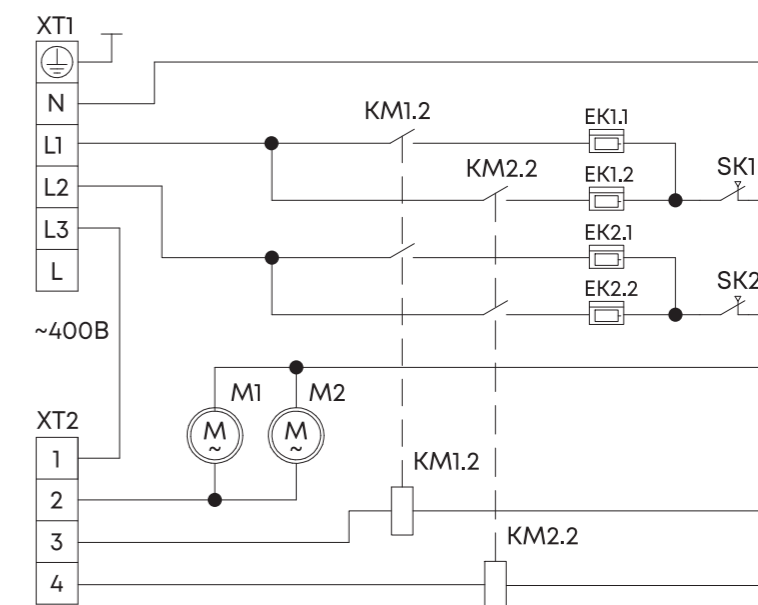 XT1
N
L1
L2
L3
L
~400В
XT2
1
2
3
4
KM1.2
KM2.2
EK1.1
EK1.2
EK2.1
EK2.2
SK1
SK2
M1
M2
M
~
M
~
KM1.2
KM2.2